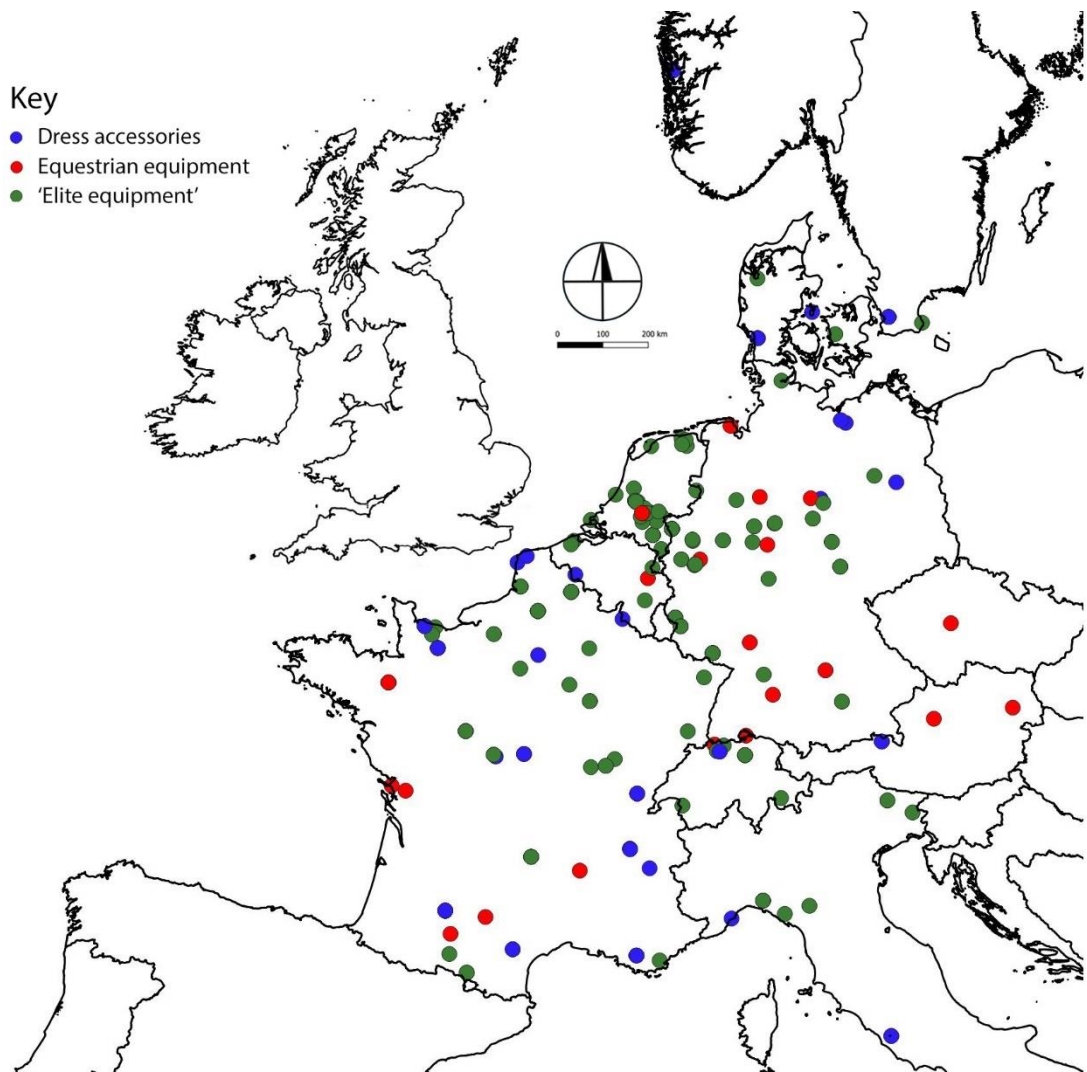 Key
Dress accessories
Equestrian equipment
'Elite equipment'
0 100 200 km